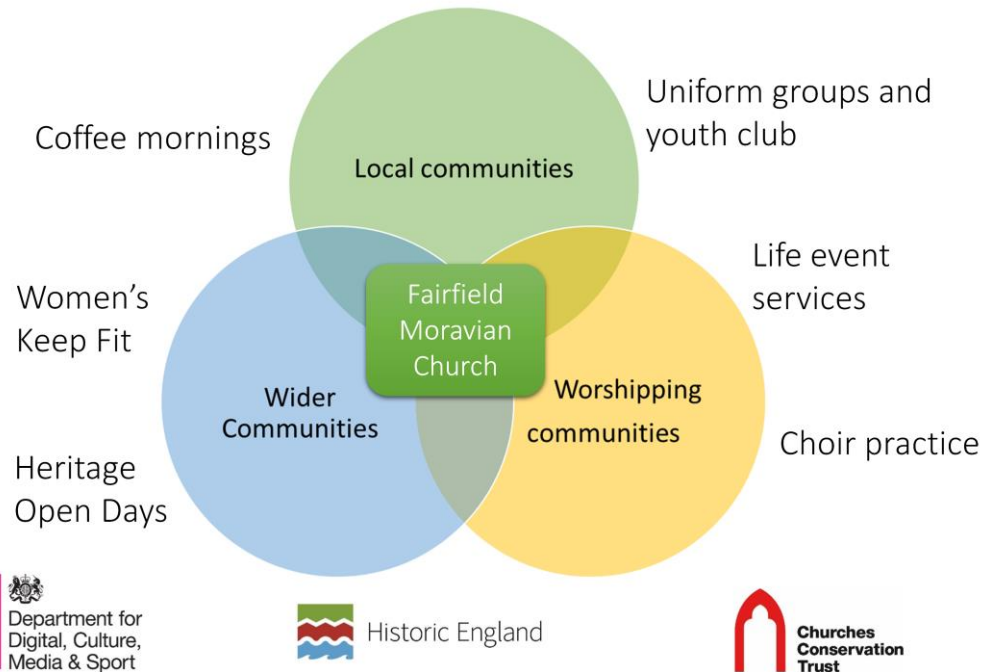 Uniform groups and
youth club
Coffee mornings
Local communities
Life event
services
Women’s
Keep Fit
Fairfield
Moravian
Church
Wider
Communities
Worshipping
communities
Choir practice
Heritage
Open Days
Department for
Digital, Culture,
Media & Sport
Historic England
Churches
Conservation
Trust